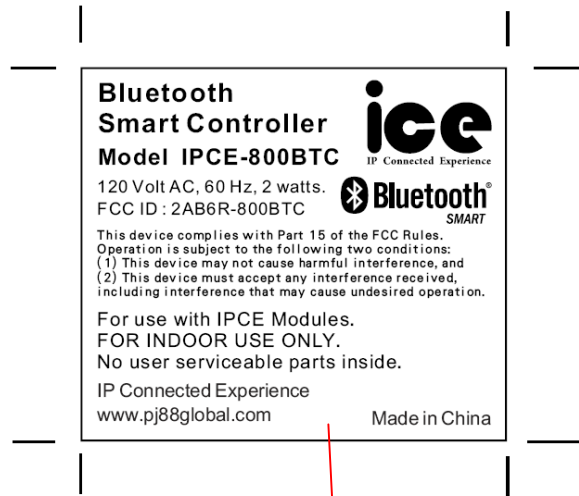 Bluetooth
Smart Controller
Model IPCE-800BTC
ice
IP Connected Experience
120 Volt AC, 60 Hz, 2 watts.
FCC ID : 2AB6R-800BTC
Bluetooth®
SMART
This device complies with Part 15 of the FCC Rules.
Operation is subject to the following two conditions:
(1) This device may not cause harmful interference, and
(2) This device must accept any interference received,
including interference that may cause undesired operation.
For use with IPCE Modules.
FOR INDOOR USE ONLY.
No user serviceable parts inside.
IP Connected Experience
www.pj88global.com
Made in China